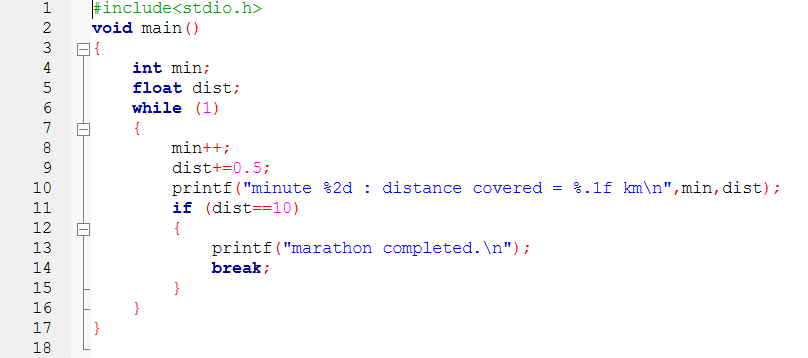 1 #include<stdio.h>
2 void main()
3 {
4 int min;
5 float dist;
6 while (1)
7 {
8 min++;
9 dist+=0.5;
10 printf("minute %2d : distance covered = %.1f km\n",min,dist);
11 if (dist==10)
12 {
13 printf("marathon completed.\n");
14 break;
15 }
16 }
17 }
18